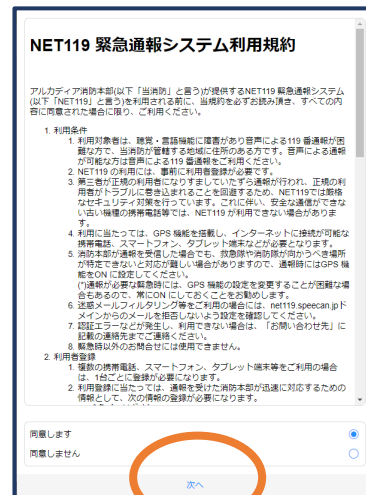 NET119 緊急通報システム利用規約
アルカディア消防本部(以下「当消防」と言う)が提供するNET119 緊急通報システム
(以下「NET119」と言う)を利用される前に、当規約を必ずお読み頂き、すべての内
容に同意された場合に限り、ご利用ください。
1. 利用条件
1. 利用対象者は、聴覚・言語機能に障害があり音声による119 番通報が困
難な方で、当消防が管轄する地域に住所のある方です。音声による通報
が可能な方は音声による119 番通報をご利用ください。
2. NET119 の利用には、事前に利用者登録が必要です。
3. 第三者が正規の利用者になりすましていたずら通報が行われ、正規の利
用者がトラブルに巻き込まれることを回避するため、NET119では厳格
なセキュリティ対策を行っています。これに伴い、安全な通信ができな
い古い機種の携帯電話等では、NET119 が利用できない場合がありま
す。
4. 利用に当たっては、GPS 機能を搭載し、インターネットに接続が可能な
携帯電話、スマートフォン、タブレット端末などが必要となります。
5. 消防本部が通報を受信した場合でも、救急隊や消防隊が向かうべき場所
が特定できないと対応が難しい場合がありますので、通報時にはGPS 機
能をON に設定してください。
(*)通報が必要な緊急時には、GPS 機能の設定を変更することが困難な場
合もあるので、常にON にしておくことをお勧めします。
6. 迷惑メールフィルタリング等をご利用の場合には、net119.speecan.jpド
メインからのメールを拒否しないよう設定を確認してください。
7. 認証エラーなどが発生し、利用できない場合は、「お問い合わせ先」に
記載の連絡先までご連絡ください。
8. 緊急時以外のお問合せには使用できません。
2. 利用者登録
1. 複数の携帯電話、スマートフォン、タブレット端末等をご利用の場合
は、1台ごとに登録が必要になります。
2. 利用登録に当たっては、通報を受けた消防本部が迅速に対応するための
情報として、次の情報の登録が必要になります。
同意します
同意しません
次へ